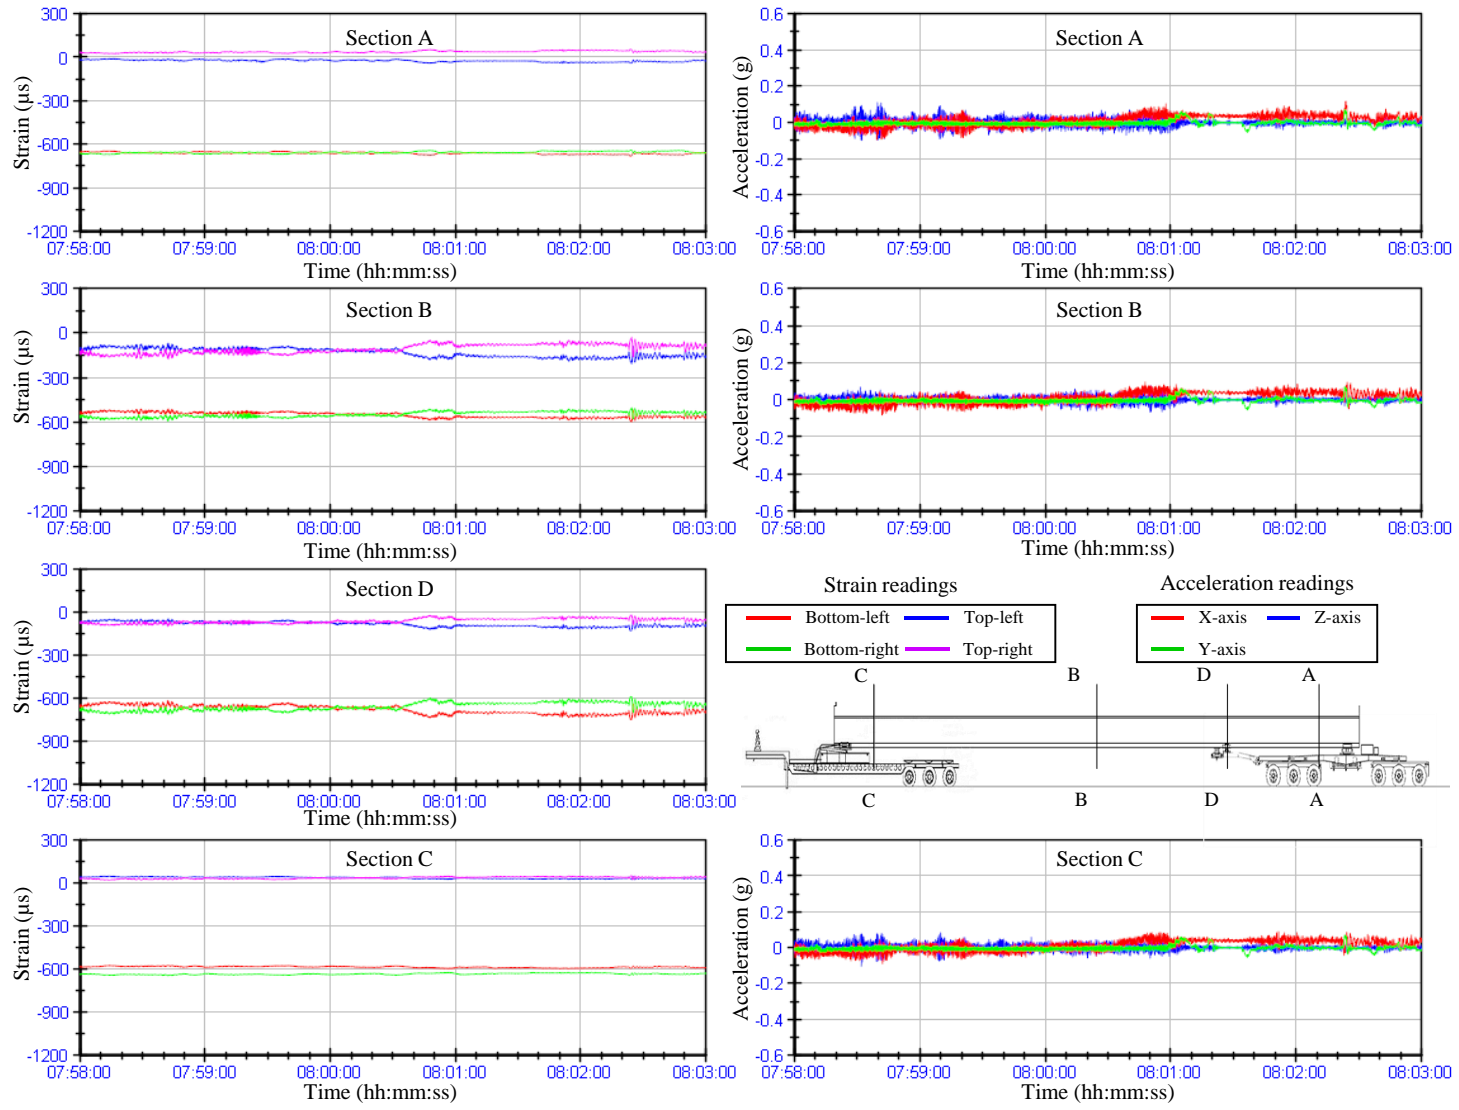 Section A
Strain (µs)
300
0
-300
-600
-900
-1200
07:58:00 07:59:00 08:00:00 08:01:00 08:02:00 08:03:00
Time (hh:mm:ss)
Section A
Acceleration (g)
0.6
0.4
0.2
0
-0.2
-0.4
-0.6
07:58:00 07:59:00 08:00:00 08:01:00 08:02:00 08:03:00
Time (hh:mm:ss)
Section B
Strain (µs)
300
0
-300
-600
-900
-1200
07:58:00 07:59:00 08:00:00 08:01:00 08:02:00 08:03:00
Time (hh:mm:ss)
Section B
Acceleration (g)
0.6
0.4
0.2
0
-0.2
-0.4
-0.6
07:58:00 07:59:00 08:00:00 08:01:00 08:02:00 08:03:00
Time (hh:mm:ss)
Section D
Strain (µs)
300
0
-300
-600
-900
-1200
07:58:00 07:59:00 08:00:00 08:01:00 08:02:00 08:03:00
Time (hh:mm:ss)
Strain readings
Bottom-left Top-left
Bottom-right Top-right
Acceleration readings
X-axis Z-axis
Y-axis
C B D A
C B D A
Section C
Strain (µs)
300
0
-300
-600
-900
-1200
07:58:00 07:59:00 08:00:00 08:01:00 08:02:00 08:03:00
Time (hh:mm:ss)
Section C
Acceleration (g)
0.6
0.4
0.2
0
-0.2
-0.4
-0.6
07:58:00 07:59:00 08:00:00 08:01:00 08:02:00 08:03:00
Time (hh:mm:ss)